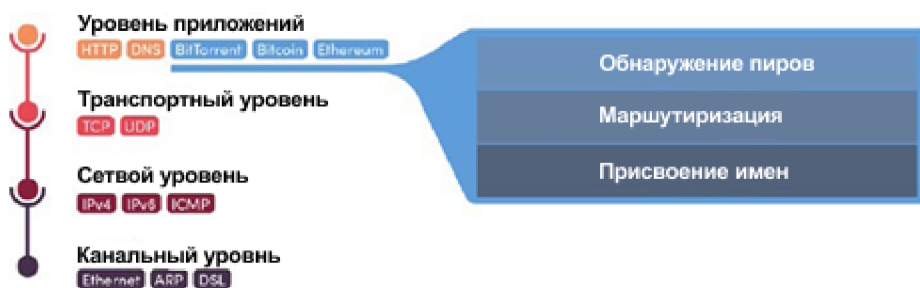 Уровень приложений
HTTP DNS BitTorrent Bitcoin Ethereum
Обнаружение пиров
Транспортный уровень
TCP UDP
Маршутиризация
Сетвой уровень
IPv4 IPv6 ICMP
Присвоение имен
Канальный уровнь
Ethernet ARP DSL